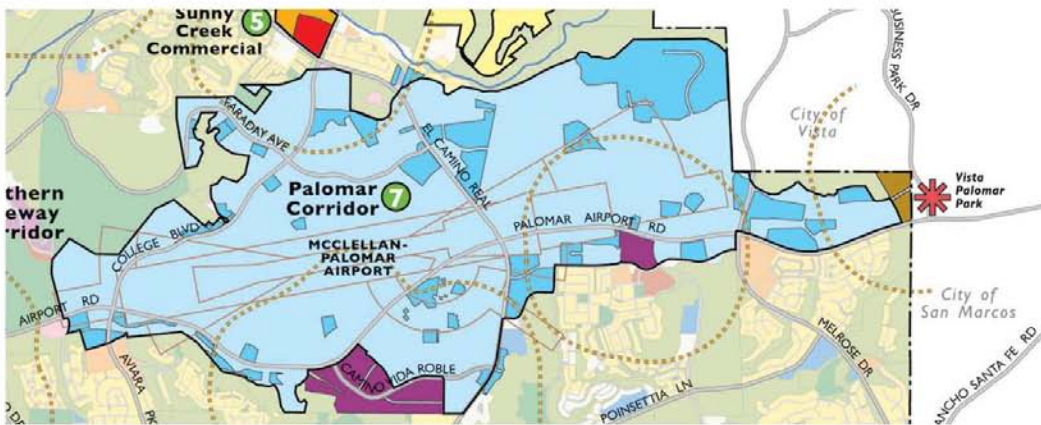 Sunny
Creek
Commercial
5
BUSINESS PARK DR
City of
Vista
FARADAY AVE
EL CAMINO REAL
Vista
Palomar
Park
Palomar
Corridor
7
COLLEGE BLVD
PALOMAR AIRPORT RD
MCCLELLAN-
PALOMAR
AIRPORT
thern
eway
rridor
AIRPORT RD
City of
San Marcos
AVIARA PK
CAMINO VIDA ROBLE
MELROSE DR
POINSETTIA LN
ANCHO SANTA FE RD